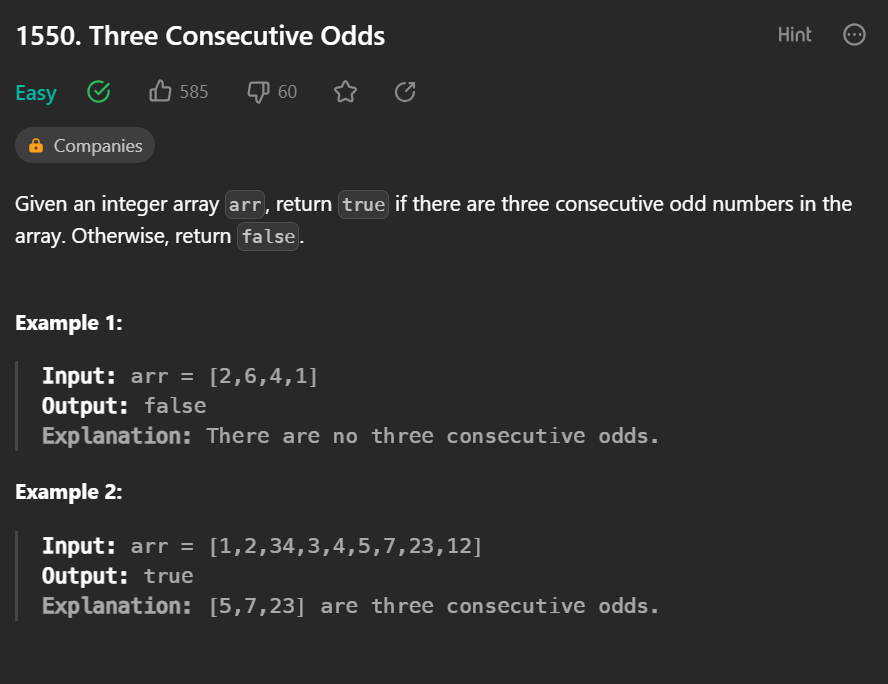 1550. Three Consecutive Odds
Hint
Easy
585
60
Companies
Given an integer array arr, return true if there are three consecutive odd numbers in the
array. Otherwise, return false.
Example 1:
Input: arr = [2,6,4,1]
Output: false
Explanation: There are no three consecutive odds.
Example 2:
Input: arr = [1,2,34,3,4,5,7,23,12]
Output: true
Explanation: [5,7,23] are three consecutive odds.